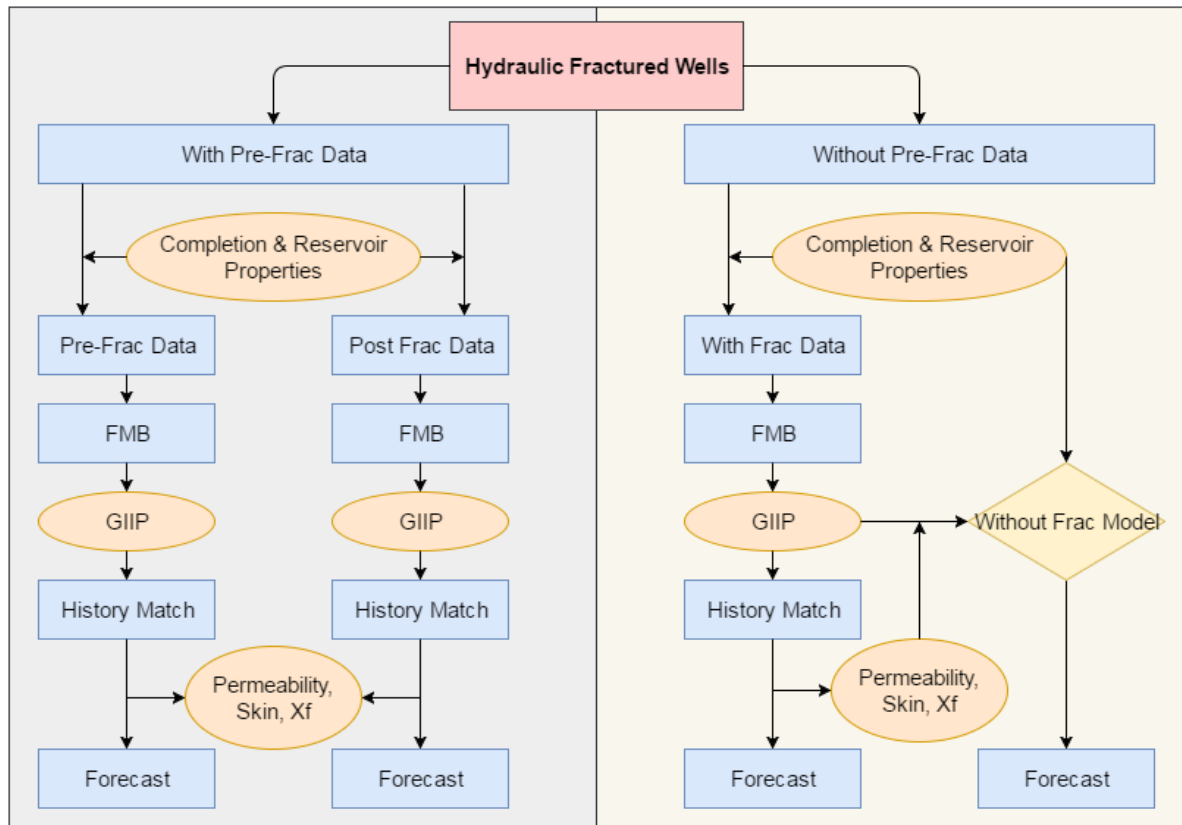 Hydraulic Fractured Wells
With Pre-Frac Data
Without Pre-Frac Data
Completion & Reservoir
Properties
Completion & Reservoir
Properties
Pre-Frac Data
Post Frac Data
With Frac Data
FMB
FMB
FMB
GIIP
GIIP
GIIP
Without Frac Model
History Match
History Match
History Match
Permeability,
Skin, Xf
Permeability,
Skin, Xf
Forecast
Forecast
Forecast
Forecast